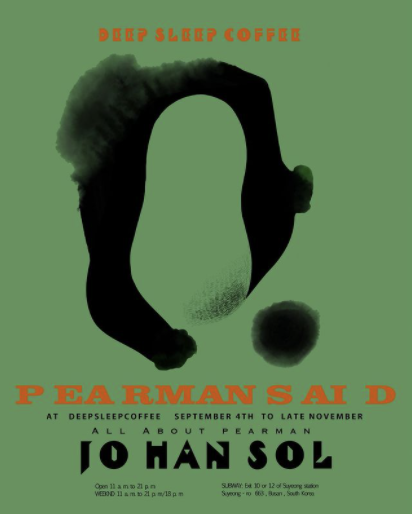 DEEP SLEEP COFFEE
PEARMAN SAID
AT DEEPSLEEPCOFFEE SEPTEMBER 4TH TO LATE NOVEMBER
ALL ABOUT PEARMAN
JO HAN SOL
Open 11 a. m. to 21 p. m
WEEKEND 11 a. m. to 21 p. m/18 p. m
SUBWAY: Exit 10 or 12 of Suyeong station
Suyeong - ro 663 , Busan , South Korea